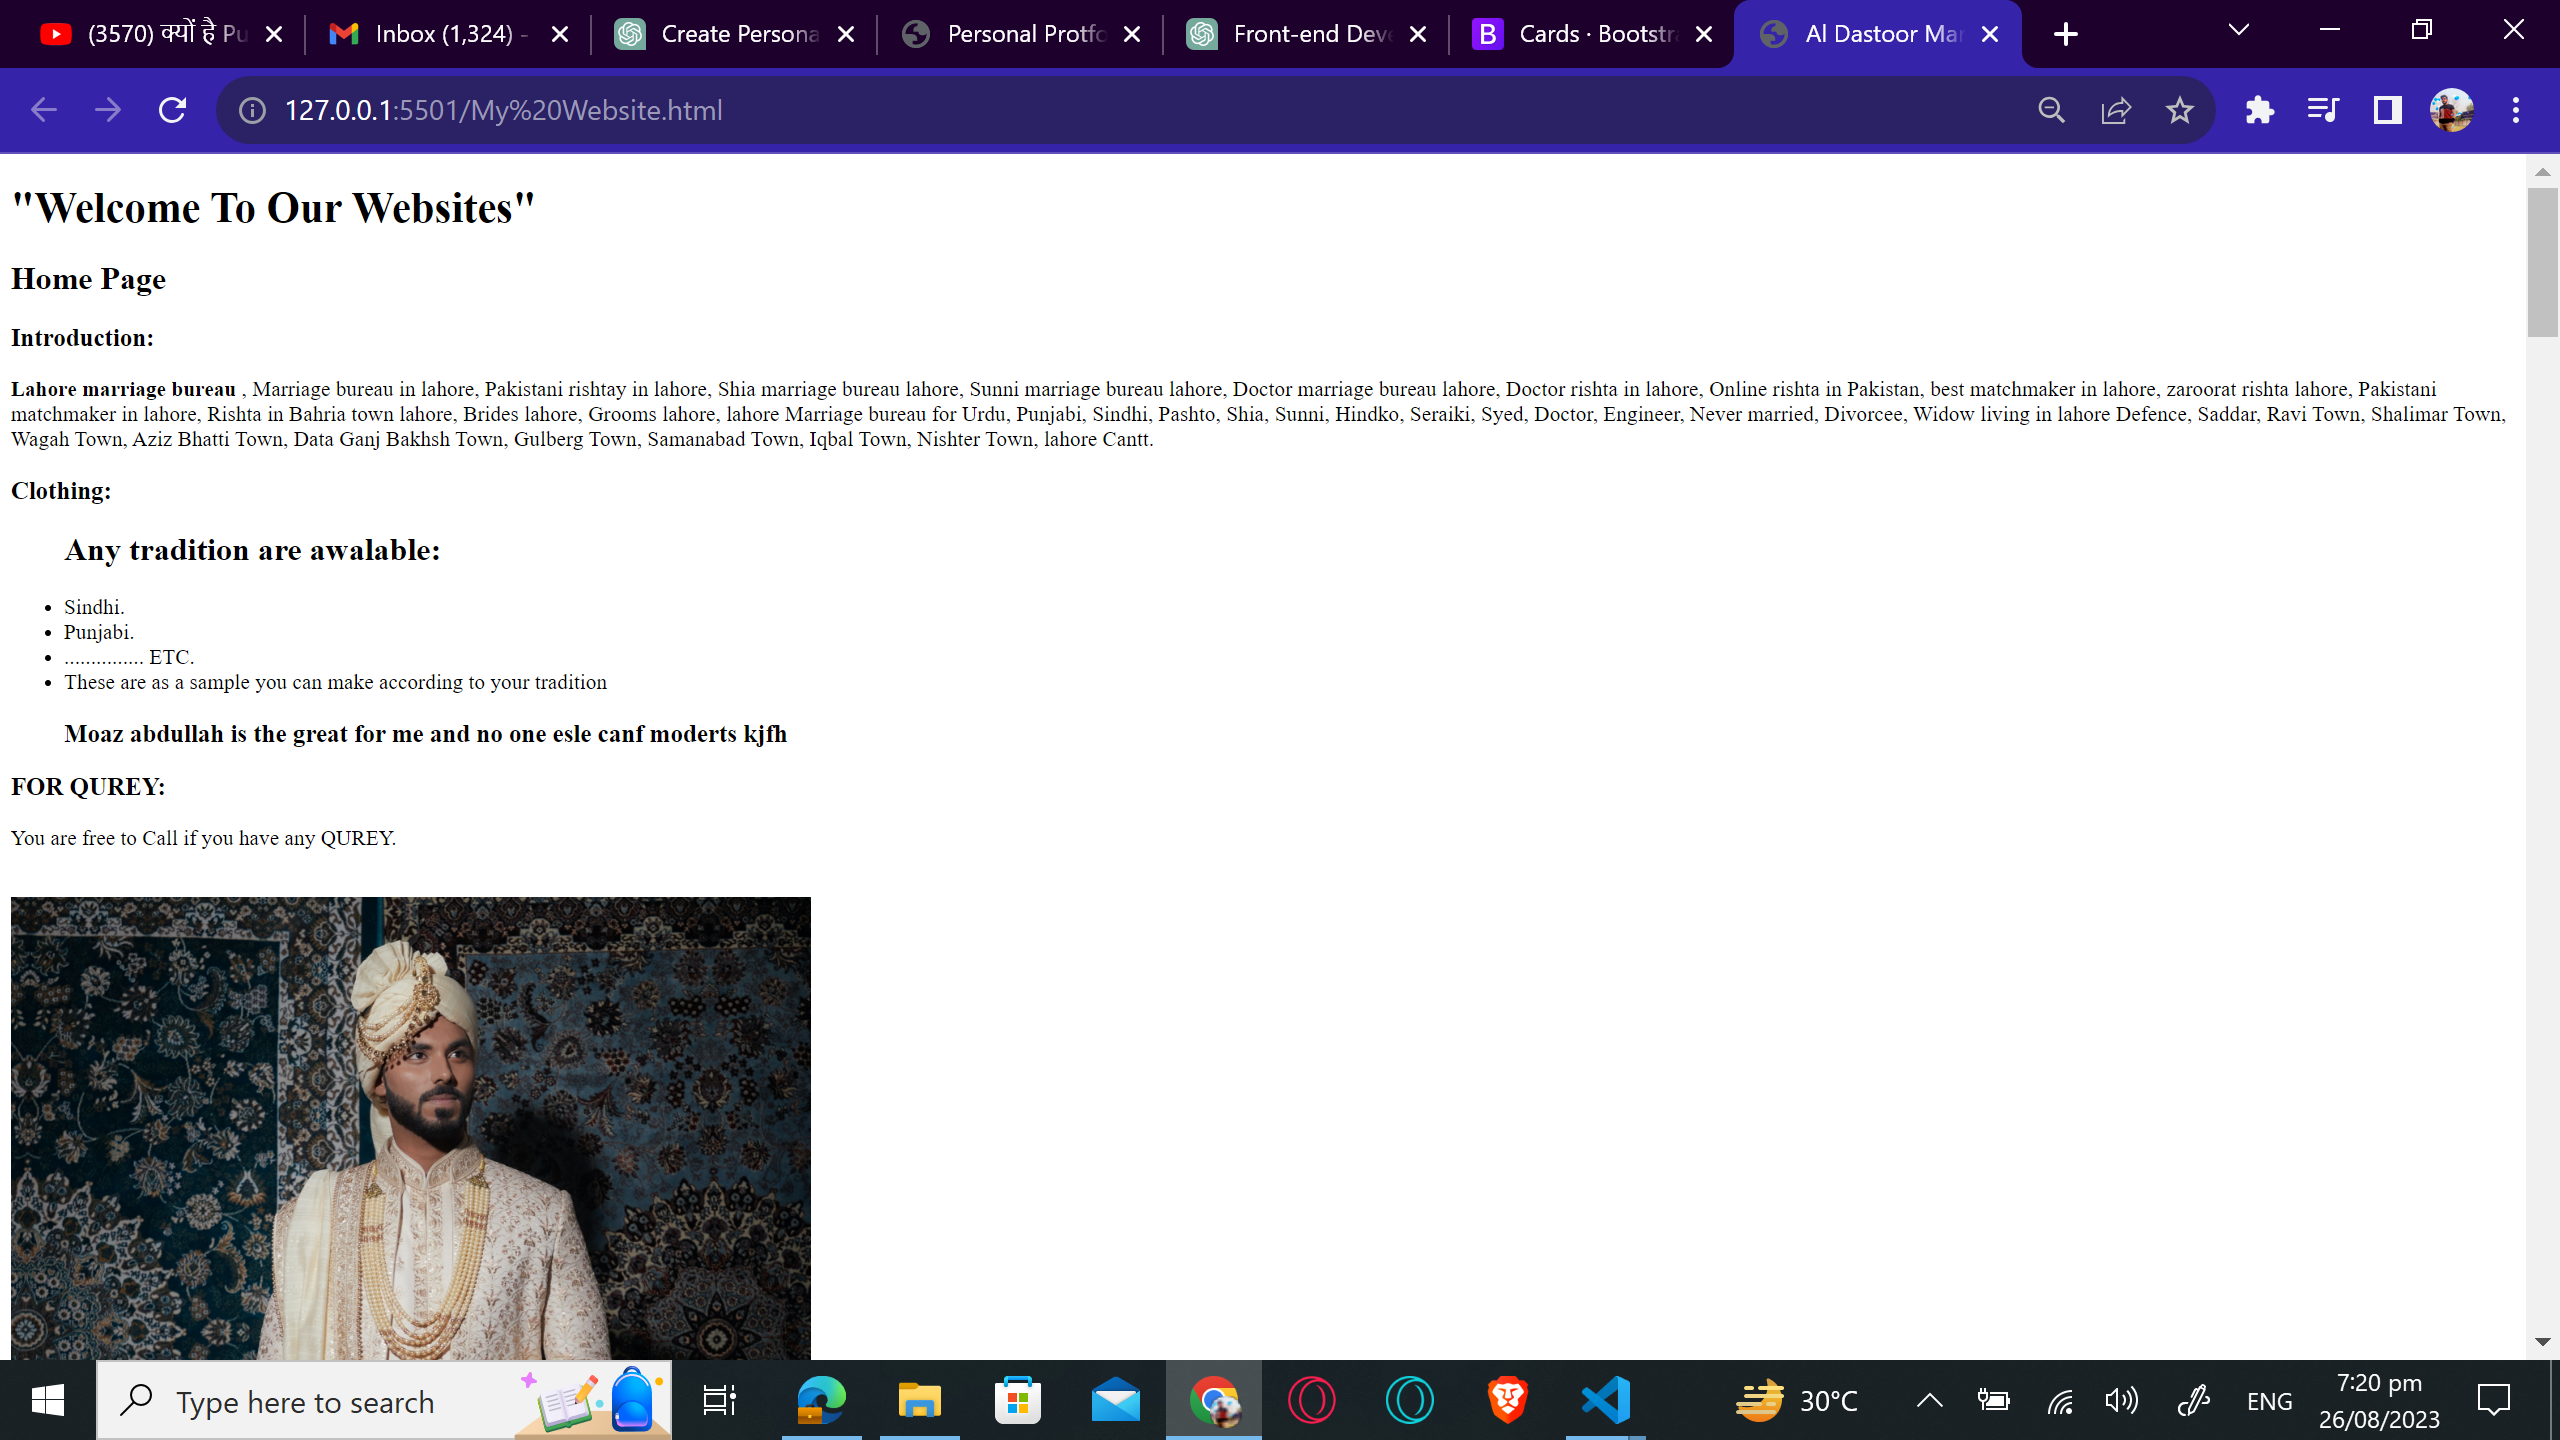 (3570) क्यों है Pu
Inbox (1,324) -
Create Persona
Personal Protfo
Front-end Deve
Cards · Bootstra
Al Dastoor Mar
127.0.0.1:5501/My%20Website.html
"Welcome To Our Websites"
Home Page
Introduction:
Lahore marriage bureau , Marriage bureau in lahore, Pakistani rishtay in lahore, Shia marriage bureau lahore, Sunni marriage bureau lahore, Doctor marriage bureau lahore, Doctor rishta in lahore, Online rishta in Pakistan, best matchmaker in lahore, zaroorat rishta lahore, Pakistani
matchmaker in lahore, Rishta in Bahria town lahore, Brides lahore, Grooms lahore, lahore Marriage bureau for Urdu, Punjabi, Sindhi, Pashto, Shia, Sunni, Hindko, Seraiki, Syed, Doctor, Engineer, Never married, Divorcee, Widow living in lahore Defence, Saddar, Ravi Town, Shalimar Town,
Wagah Town, Aziz Bhatti Town, Data Ganj Bakhsh Town, Gulberg Town, Samanabad Town, Iqbal Town, Nishter Town, lahore Cantt.
Clothing:
Any tradition are awalable:
Sindhi.
Punjabi.
............... ETC.
These are as a sample you can make according to your tradition
Moaz abdullah is the great for me and no one esle canf moderts kjfh
FOR QUREY:
You are free to Call if you have any QUREY.
Type here to search
30°C
ENG
7:20 pm
26/08/2023